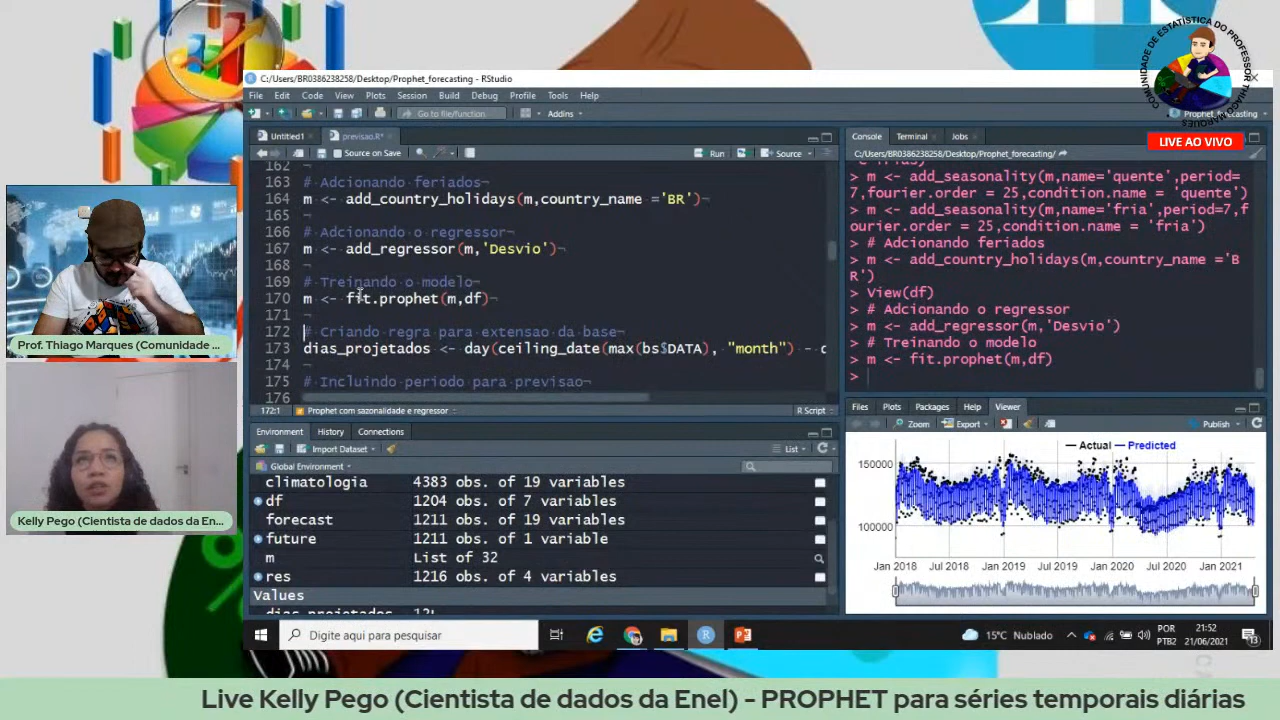 COMUNIDADE DE ESTATÍSTICA DO PROFESSOR THIAGO MARQUES
LIVE AO VIVO
C:/Users/BR0386238258/Desktop/Prophet_forecasting - RStudio
File Edit Code View Plots Session Build Debug Profile Tools Help
Go to file/function
Addins
Prophet_forecasting
Untitled1
previsao.R*
Source on Save
Run
Source
162
163 # Adcionando feriados¬
164 m <- add_country_holidays(m,country_name ='BR')¬
165 ¬
166 # Adcionando o regressor¬
167 m <- add_regressor(m,'Desvio')¬
168 ¬
169 # Treinando o modelo¬
170 m <- fit.prophet(m,df)¬
171 ¬
172 # Criando regra para extensao da base¬
173 dias_projetados <- day(ceiling_date(max(bs$DATA), "month") -
174 ¬
175 # Incluindo periodo para previsao¬
176
172:1 Prophet com sazonalidade e regressor R Script
Environment History Connections
Import Dataset List
Global Environment
climatologia 4383 obs. of 19 variables
df 1204 obs. of 7 variables
forecast 1211 obs. of 19 variables
future 1211 obs. of 1 variable
m List of 32
res 1216 obs. of 4 variables
Values
dias_projetados 12L
Console Terminal Jobs
C:/Users/BR0386238258/Desktop/Prophet_forecasting/
> m <- add_seasonality(m,name='quente',period=
7,fourier.order = 25,condition.name = 'quente')
> m <- add_seasonality(m,name='fria',period=7,f
ourier.order = 25,condition.name = 'fria')
> # Adcionando feriados
> m <- add_country_holidays(m,country_name ='B
R')
> View(df)
> # Adcionando o regressor
> m <- add_regressor(m,'Desvio')
> # Treinando o modelo
> m <- fit.prophet(m,df)
>
Files Plots Packages Help Viewer
Zoom Export Publish
Actual Predicted
150000
100000
Jan 2018 Jul 2018 Jan 2019 Jul 2019 Jan 2020 Jul 2020 Jan 2021
Prof. Thiago Marques (Comunidade ...
Kelly Pego (Cientista de dados da En...
Digite aqui para pesquisar
15°C Nublado
POR
PTB2
21:52
21/06/2021
13
Live Kelly Pego (Cientista de dados da Enel) - PROPHET para séries temporais diárias